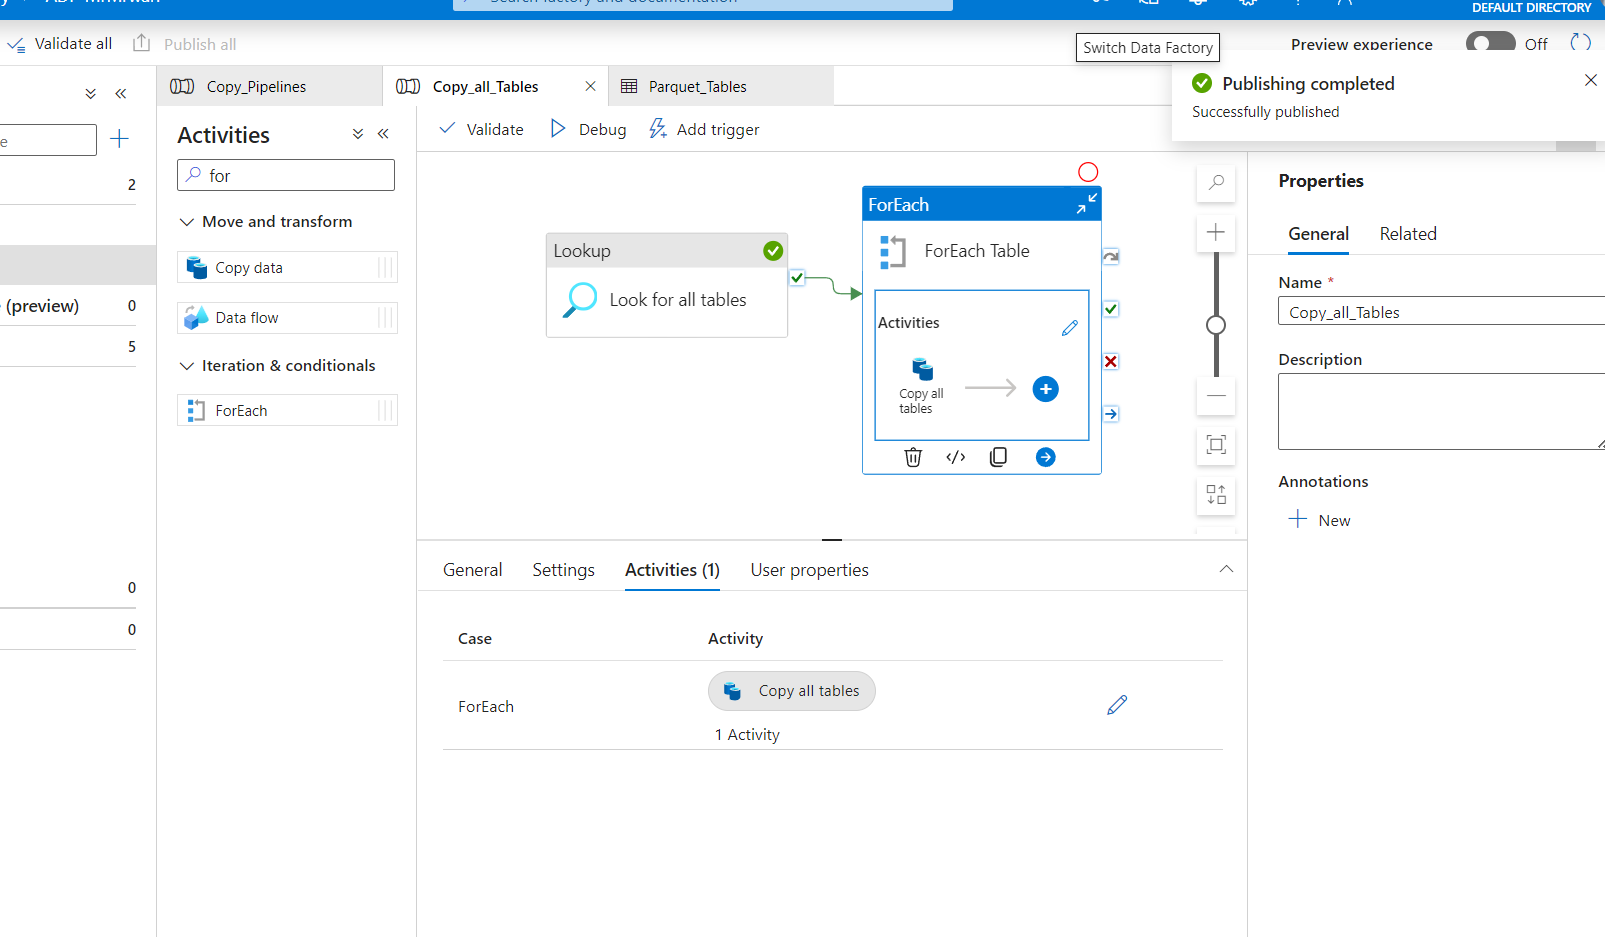 DEFAULT DIRECTORY
Validate all
Publish all
Switch Data Factory
Preview experience
Off
Publishing completed
Successfully published
Copy_Pipelines
Copy_all_Tables
Parquet_Tables
2
(preview)
0
5
0
0
Activities
for
Move and transform
Copy data
Data flow
Iteration & conditionals
ForEach
Validate
Debug
Add trigger
Lookup
Look for all tables
ForEach
ForEach Table
Activities
Copy all
tables
General
Settings
Activities (1)
User properties
Case
Activity
ForEach
Copy all tables
1 Activity
Properties
General
Related
Name *
Copy_all_Tables
Description
Annotations
New